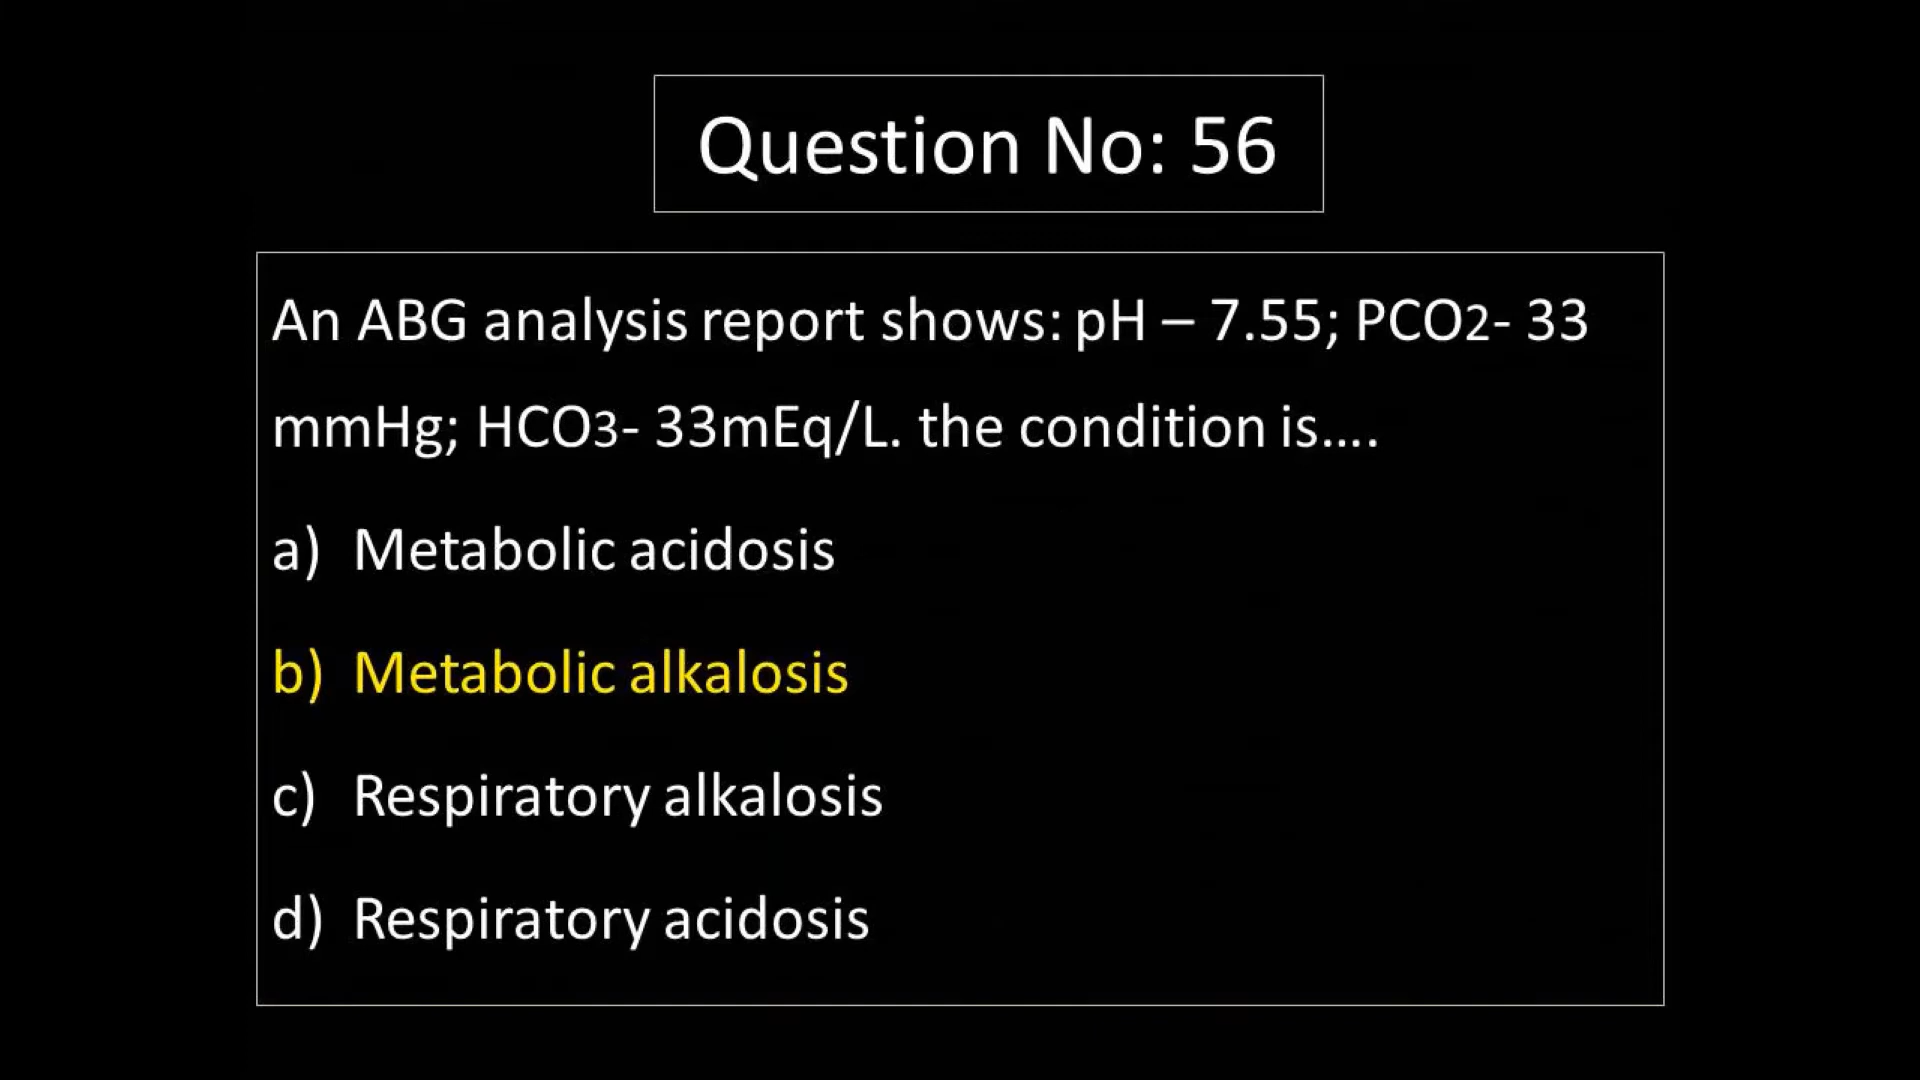 Question No: 56
An ABG analysis report shows: pH – 7.55; PCO2- 33
mmHg; HCO3- 33mEq/L. the condition is....
a) Metabolic acidosis
b) Metabolic alkalosis
c) Respiratory alkalosis
d) Respiratory acidosis